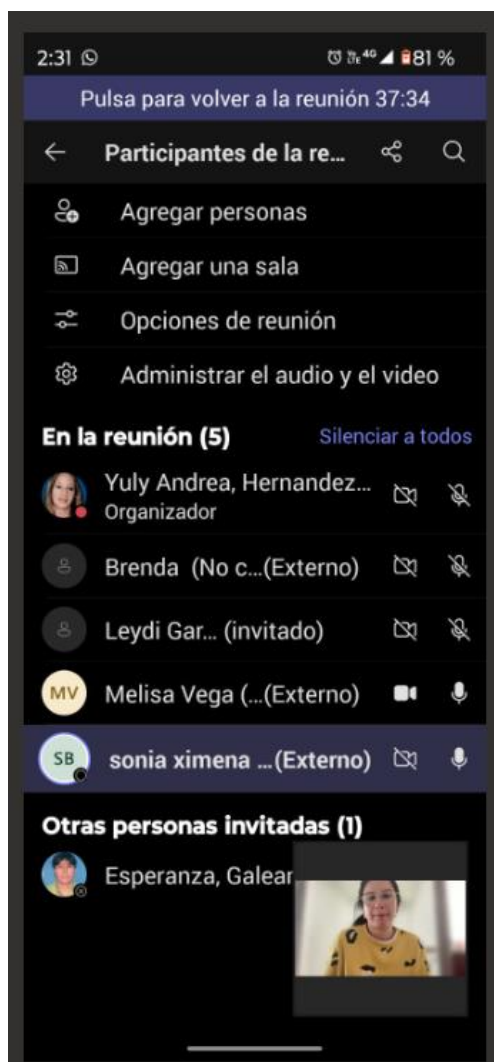 2:31 4G 81 %
Pulsa para volver a la reunión 37:34
Participantes de la re...
Agregar personas
Agregar una sala
Opciones de reunión
Administrar el audio y el video
En la reunión (5) Silenciar a todos
Yuly Andrea, Hernandez...
Organizador
Brenda (No c...(Externo)
Leydi Gar... (invitado)
MV Melisa Vega (...(Externo)
SB sonia ximena ...(Externo)
Otras personas invitadas (1)
Esperanza, Galea